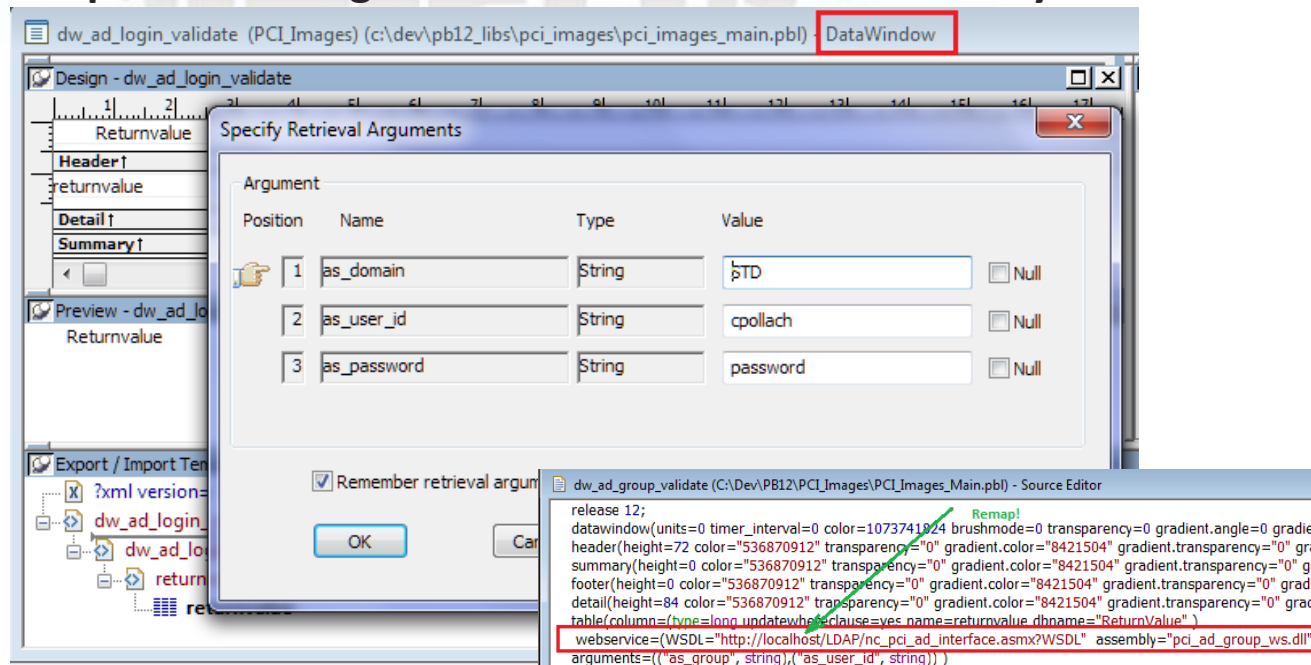 dw_ad_login_validate (PCI_Images) (c:\dev\pb12_libs\pci_images\pci_images_main.pbl) - DataWindow
Design - dw_ad_login_validate
Returnvalue
Header↑
returnvalue
Detail↑
Summary↑
Specify Retrieval Arguments
Argument
Position Name Type Value
1 as_domain String STD Null
2 as_user_id String cpollach Null
3 as_password String password Null
Remember retrieval argum
OK
Preview - dw_ad_lo
Returnvalue
Export / Import Tem
?xml version=
dw_ad_login_
dw_ad_lo
return
returnvalue
dw_ad_group_validate (C:\Dev\PB12\PCI_Images\PCI_Images_Main.pbl) - Source Editor
release 12;
Remap!
datawindow(units=0 timer_interval=0 color=1073741824 brushmode=0 transparency=0 gradient.angle=0 gradie
header(height=72 color="536870912" transparency="0" gradient.color="8421504" gradient.transparency="0" gra
summary(height=0 color="536870912" transparency="0" gradient.color="8421504" gradient.transparency="0" g
footer(height=0 color="536870912" transparency="0" gradient.color="8421504" gradient.transparency="0" grad
detail(height=84 color="536870912" transparency="0" gradient.color="8421504" gradient.transparency="0" grad
table(column=(type=long updatewhereclause=yes name=returnvalue dbname="ReturnValue" )
webservice=(WSDL="http://localhost/LDAP/nc_pci_ad_interface.asmx?WSDL" assembly="pci_ad_group_ws.dll"
arguments=(("as_group", string),("as_user_id", string)) )